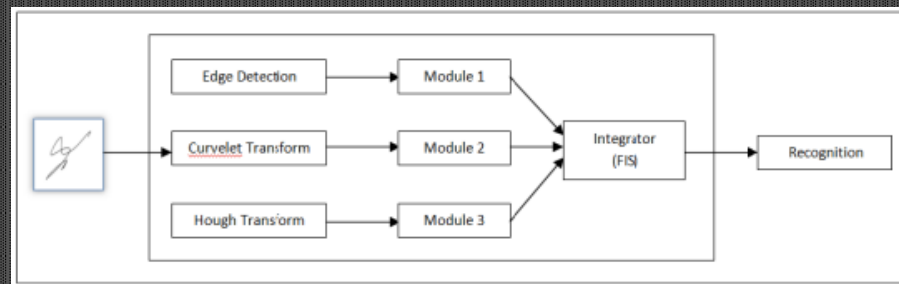 Edge Detection
Module 1
Curvelet Transform
Module 2
Integrator
(FIS)
Recognition
Hough Transform
Module 3